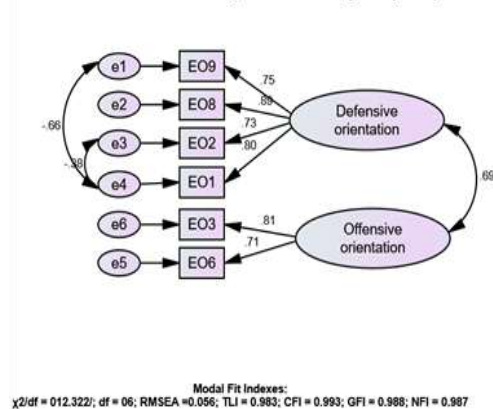 e1 EO9
.75
e2 EO8 .89
Defensive
orientation
-.66
e3 EO2 .73
-.38
.80
e4 EO1
.69
e6 EO3 .81
Offensive
orientation
.71
e5 EO6
Modal Fit Indexes:
χ2/df = 012.322/; df = 06; RMSEA =0.056; TLI = 0.983; CFI = 0.993; GFI = 0.988; NFI = 0.987